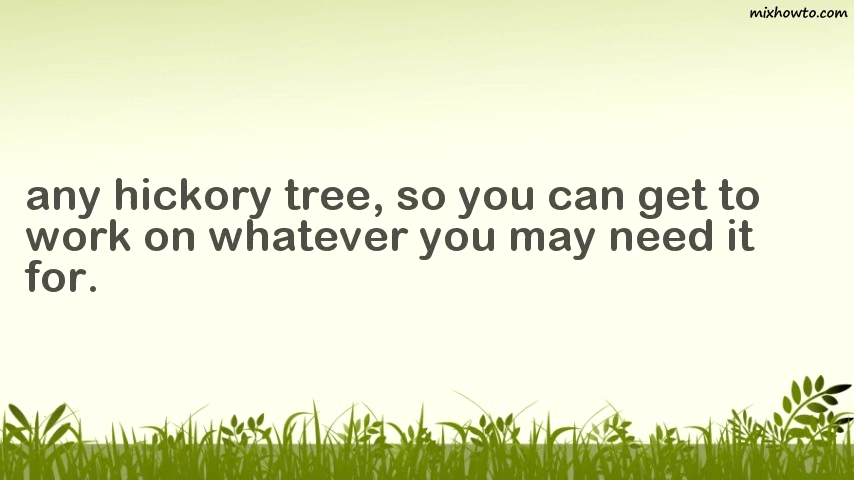 mixhowto.com
any hickory tree, so you can get to
work on whatever you may need it
for.